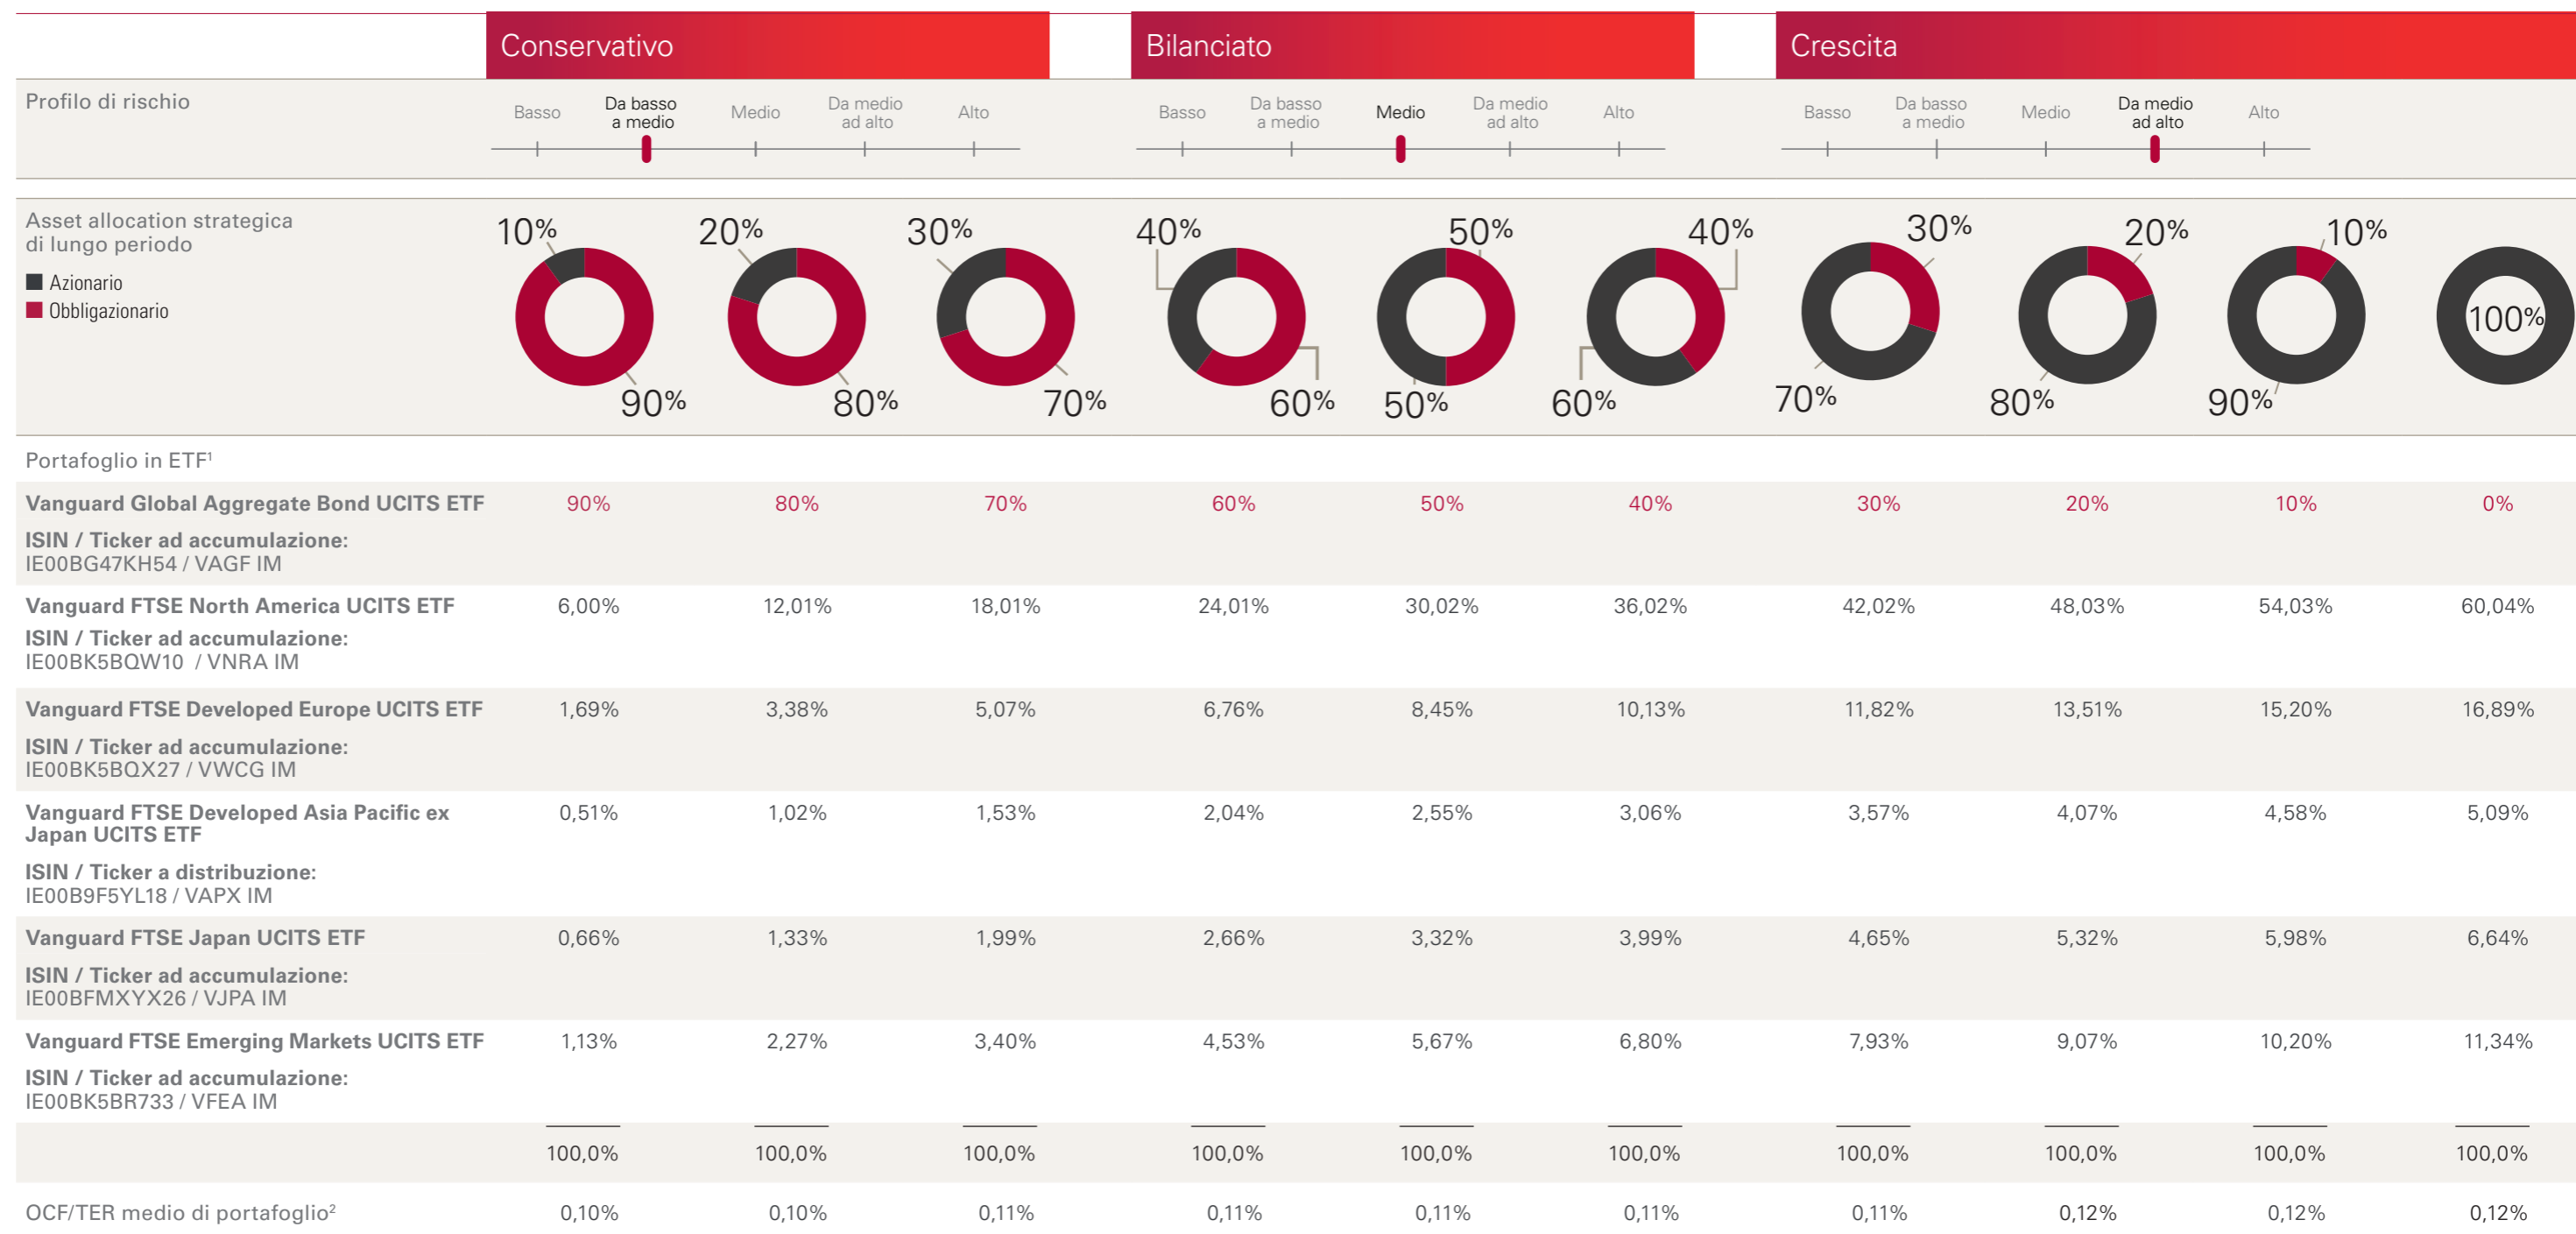 Conservativo Bilanciato Crescita
Profilo di rischio
Basso Da basso a medio Medio Da medio ad alto Alto
Basso Da basso a medio Medio Da medio ad alto Alto
Basso Da basso a medio Medio Da medio ad alto Alto
Asset allocation strategica
di lungo periodo
Azionario
Obbligazionario
10% 20% 30% 40% 50% 40% 30% 20% 10% 100%
90% 80% 70% 60% 50% 60% 70% 80% 90%
Portafoglio in ETF¹
Vanguard Global Aggregate Bond UCITS ETF 90% 80% 70% 60% 50% 40% 30% 20% 10% 0%
ISIN / Ticker ad accumulazione:
IE00BG47KH54 / VAGF IM
Vanguard FTSE North America UCITS ETF 6,00% 12,01% 18,01% 24,01% 30,02% 36,02% 42,02% 48,03% 54,03% 60,04%
ISIN / Ticker ad accumulazione:
IE00BK5BQW10 / VNRA IM
Vanguard FTSE Developed Europe UCITS ETF 1,69% 3,38% 5,07% 6,76% 8,45% 10,13% 11,82% 13,51% 15,20% 16,89%
ISIN / Ticker ad accumulazione:
IE00BK5BQX27 / VWCG IM
Vanguard FTSE Developed Asia Pacific ex 0,51% 1,02% 1,53% 2,04% 2,55% 3,06% 3,57% 4,07% 4,58% 5,09%
Japan UCITS ETF
ISIN / Ticker a distribuzione:
IE00B9F5YL18 / VAPX IM
Vanguard FTSE Japan UCITS ETF 0,66% 1,33% 1,99% 2,66% 3,32% 3,99% 4,65% 5,32% 5,98% 6,64%
ISIN / Ticker ad accumulazione:
IE00BFMXYX26 / VJPA IM
Vanguard FTSE Emerging Markets UCITS ETF 1,13% 2,27% 3,40% 4,53% 5,67% 6,80% 7,93% 9,07% 10,20% 11,34%
ISIN / Ticker ad accumulazione:
IE00BK5BR733 / VFEA IM
100,0% 100,0% 100,0% 100,0% 100,0% 100,0% 100,0% 100,0% 100,0% 100,0%
OCF/TER medio di portafoglio² 0,10% 0,10% 0,11% 0,11% 0,11% 0,11% 0,11% 0,12% 0,12% 0,12%